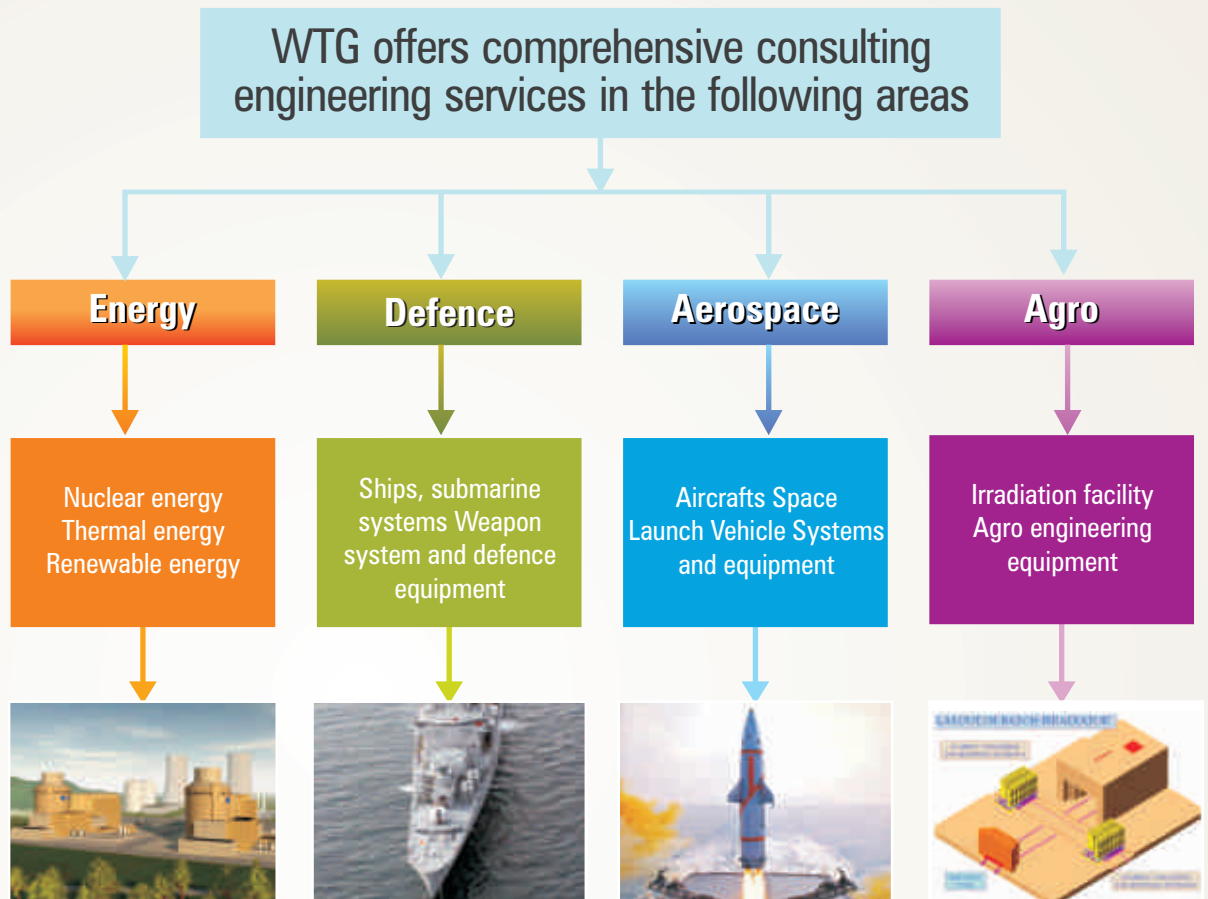 WTG offers comprehensive consulting
engineering services in the following areas
Energy
Defence
Aerospace
Agro
Nuclear energy
Thermal energy
Renewable energy
Ships, submarine
systems Weapon
system and defence
equipment
Aircrafts Space
Launch Vehicle Systems
and equipment
Irradiation facility
Agro engineering
equipment